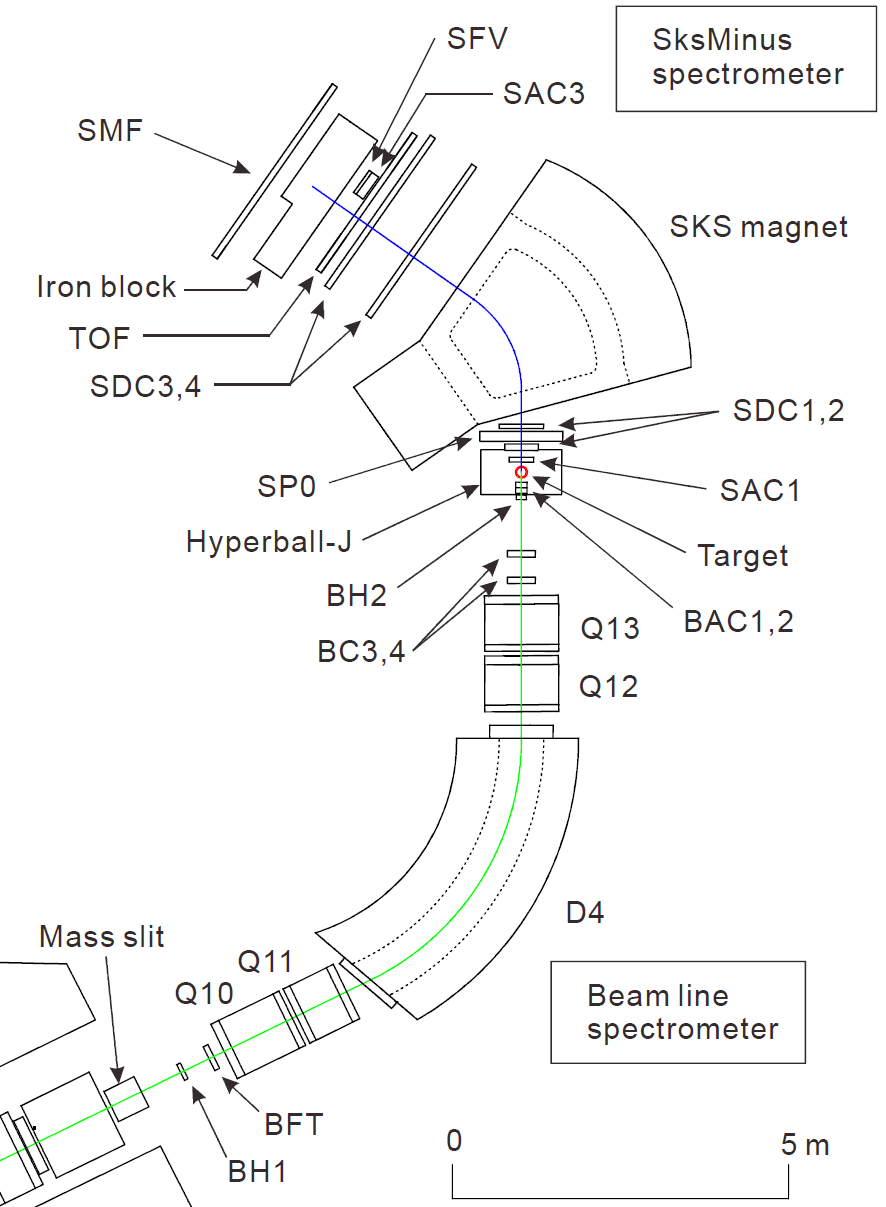 SFV
SksMinus
spectrometer
SAC3
SMF
SKS magnet
Iron block
TOF
SDC3,4
SDC1,2
SP0
SAC1
Hyperball-J
Target
BH2
BAC1,2
Q13
BC3,4
Q12
D4
Mass slit
Q11
Q10
Beam line
spectrometer
BFT
BH1
0
5 m